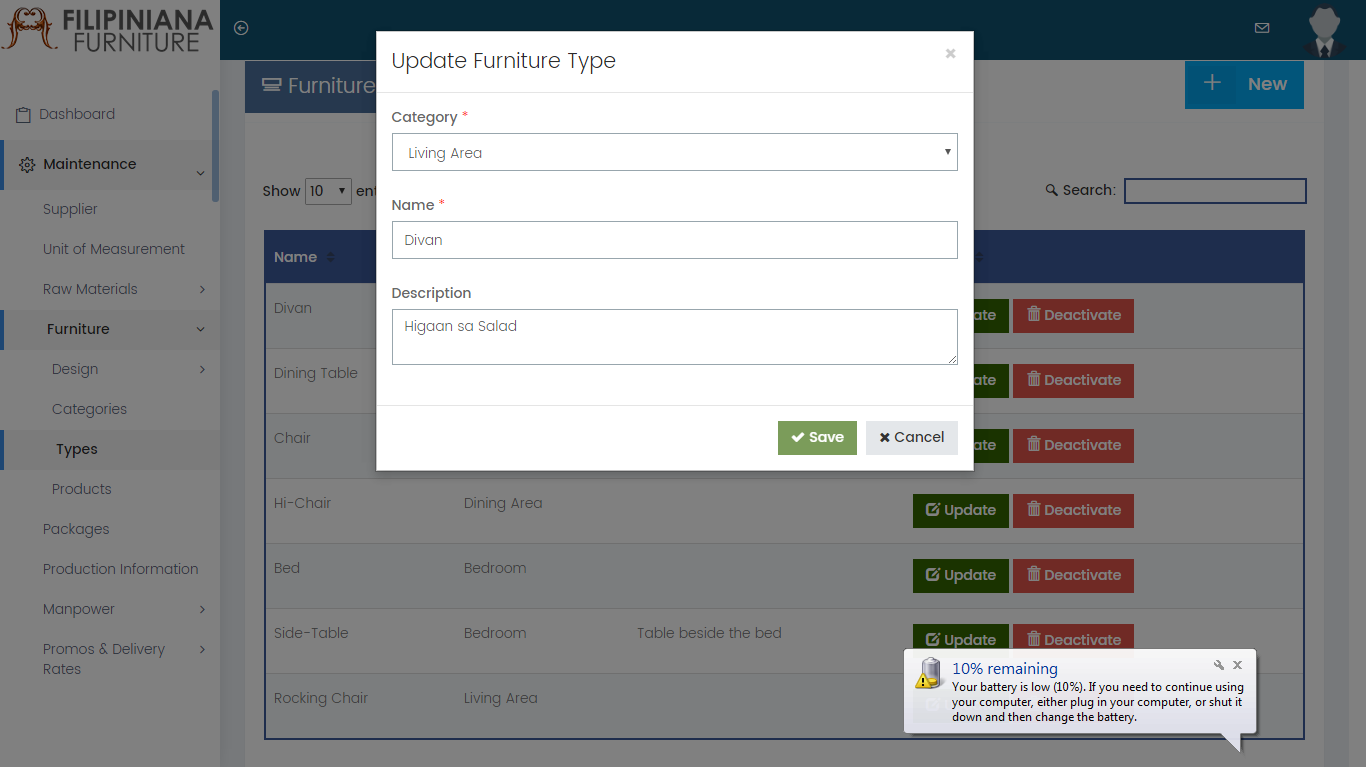 FILIPINIANA
FURNITURE
Dashboard
Maintenance
Supplier
Unit of Measurement
Raw Materials
Furniture
Design
Categories
Types
Products
Packages
Production Information
Manpower
Promos & Delivery
Rates
Furniture
+ New
Show 10 ent
Search:
Name
Divan
ate Deactivate
Dining Table
ate Deactivate
Chair
ate Deactivate
Hi-Chair Dining Area Update Deactivate
Bed Bedroom Update Deactivate
Side-Table Bedroom Table beside the bed Update Deactivate
Rocking Chair Living Area
Update Furniture Type ×
Category *
Living Area
Name *
Divan
Description
Higaan sa Salad
Save Cancel
10% remaining
Your battery is low (10%). If you need to continue using
your computer, either plug in your computer, or shut it
down and then change the battery.